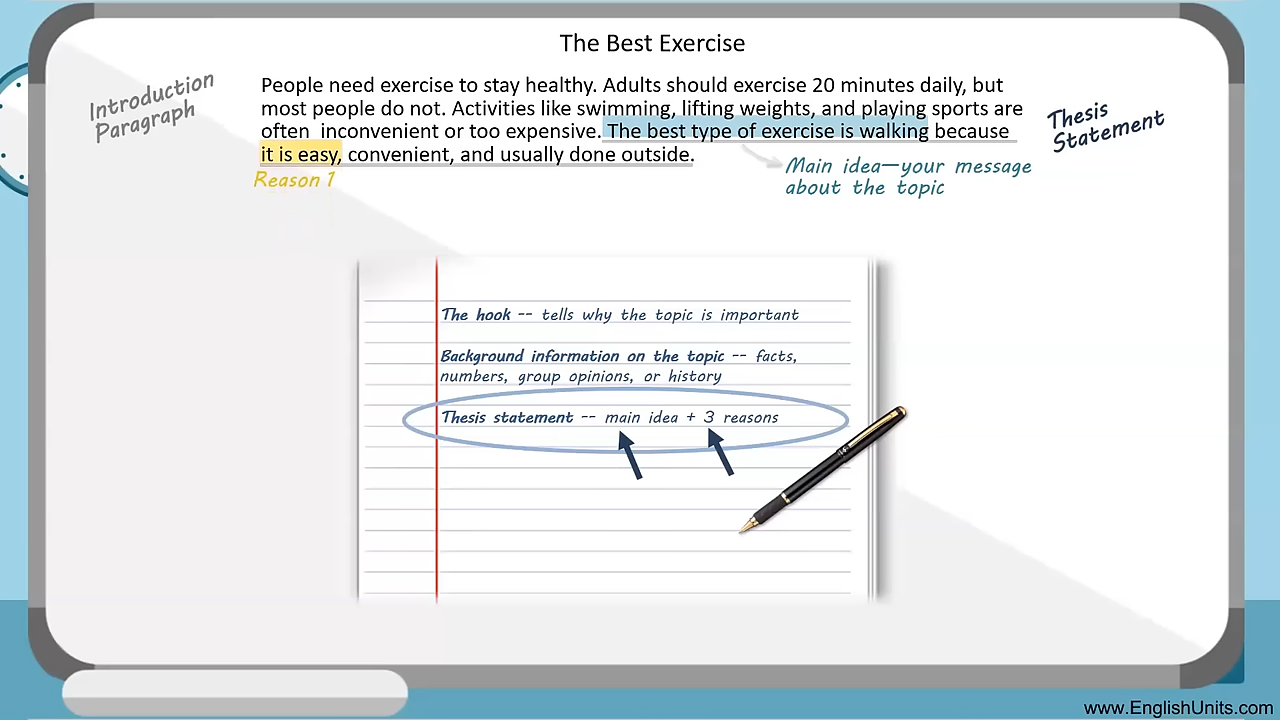 The Best Exercise
Introduction
Paragraph
People need exercise to stay healthy. Adults should exercise 20 minutes daily, but
most people do not. Activities like swimming, lifting weights, and playing sports are
often  inconvenient or too expensive. The best type of exercise is walking because
it is easy, convenient, and usually done outside.
Thesis
Statement
Reason 1
Main idea—your message
about the topic
The hook -- tells why the topic is important
Background information on the topic -- facts,
numbers, group opinions, or history
Thesis statement -- main idea + 3 reasons
www.EnglishUnits.com